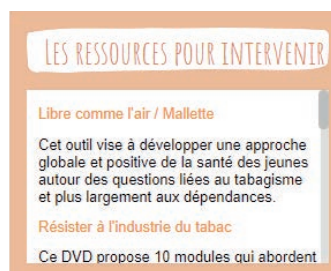 LES RESSOURCES POUR INTERVENIR
Libre comme l'air / Mallette
Cet outil vise à développer une approche
globale et positive de la santé des jeunes
autour des questions liées au tabagisme
et plus largement aux dépendances.
Résister à l'industrie du tabac
Ce DVD propose 10 modules qui abordent